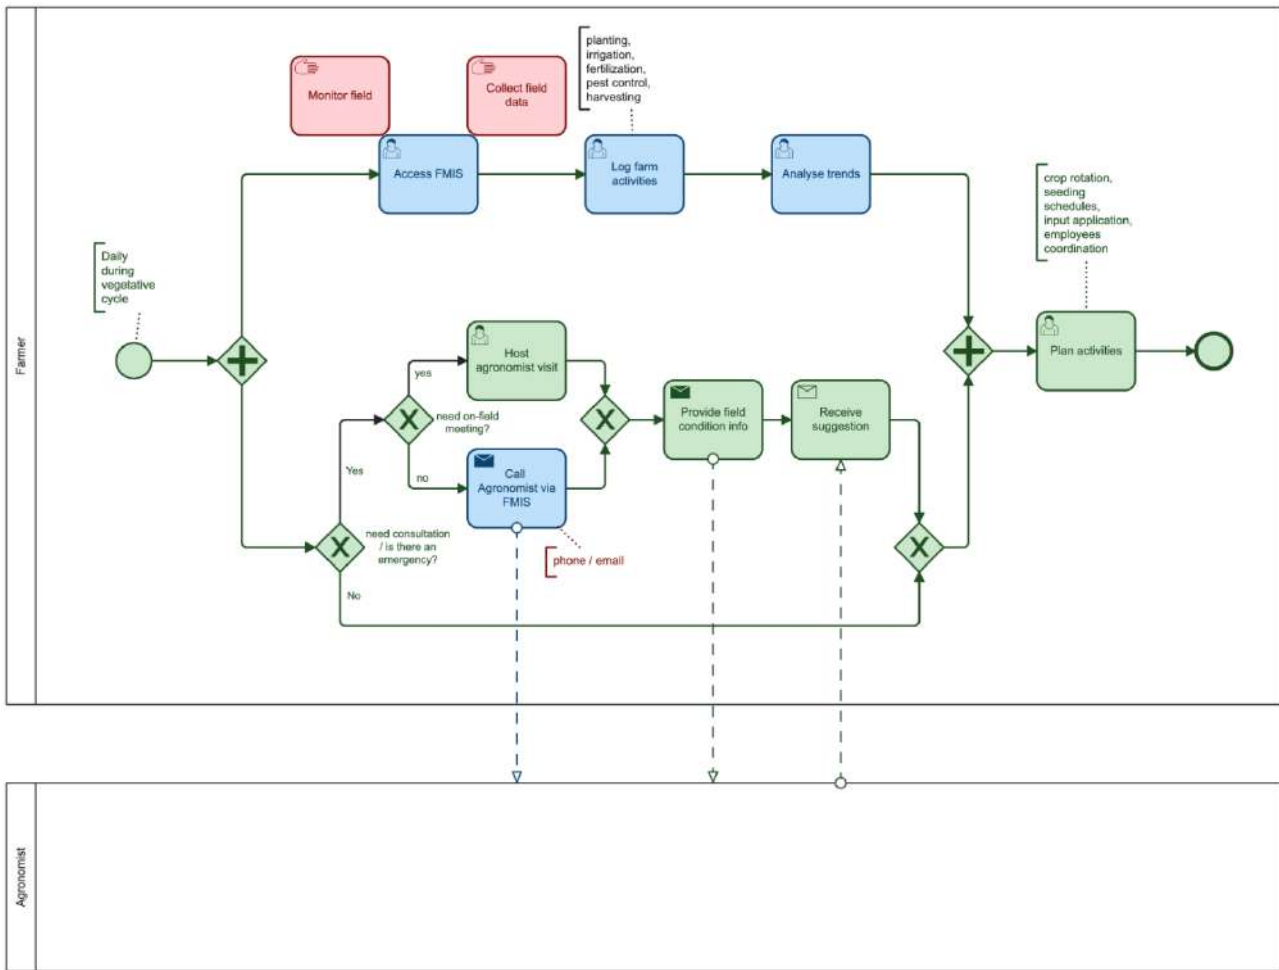 planting,
irrigation,
fertilization,
pest control,
harvesting
Monitor field
Collect field
data
Access FMIS
Log farm
activities
Analyse trends
crop rotation,
seeding
schedules,
input application,
employees
coordination
Daily
during
vegetative
cycle
Farmer
Host
agronomist visit
yes
need on-field
meeting?
Provide field
condition info
Receive
suggestion
Plan activities
Yes
no
Call
Agronomist via
FMIS
need consultation
/ is there an
emergency?
phone / email
No
Agronomist